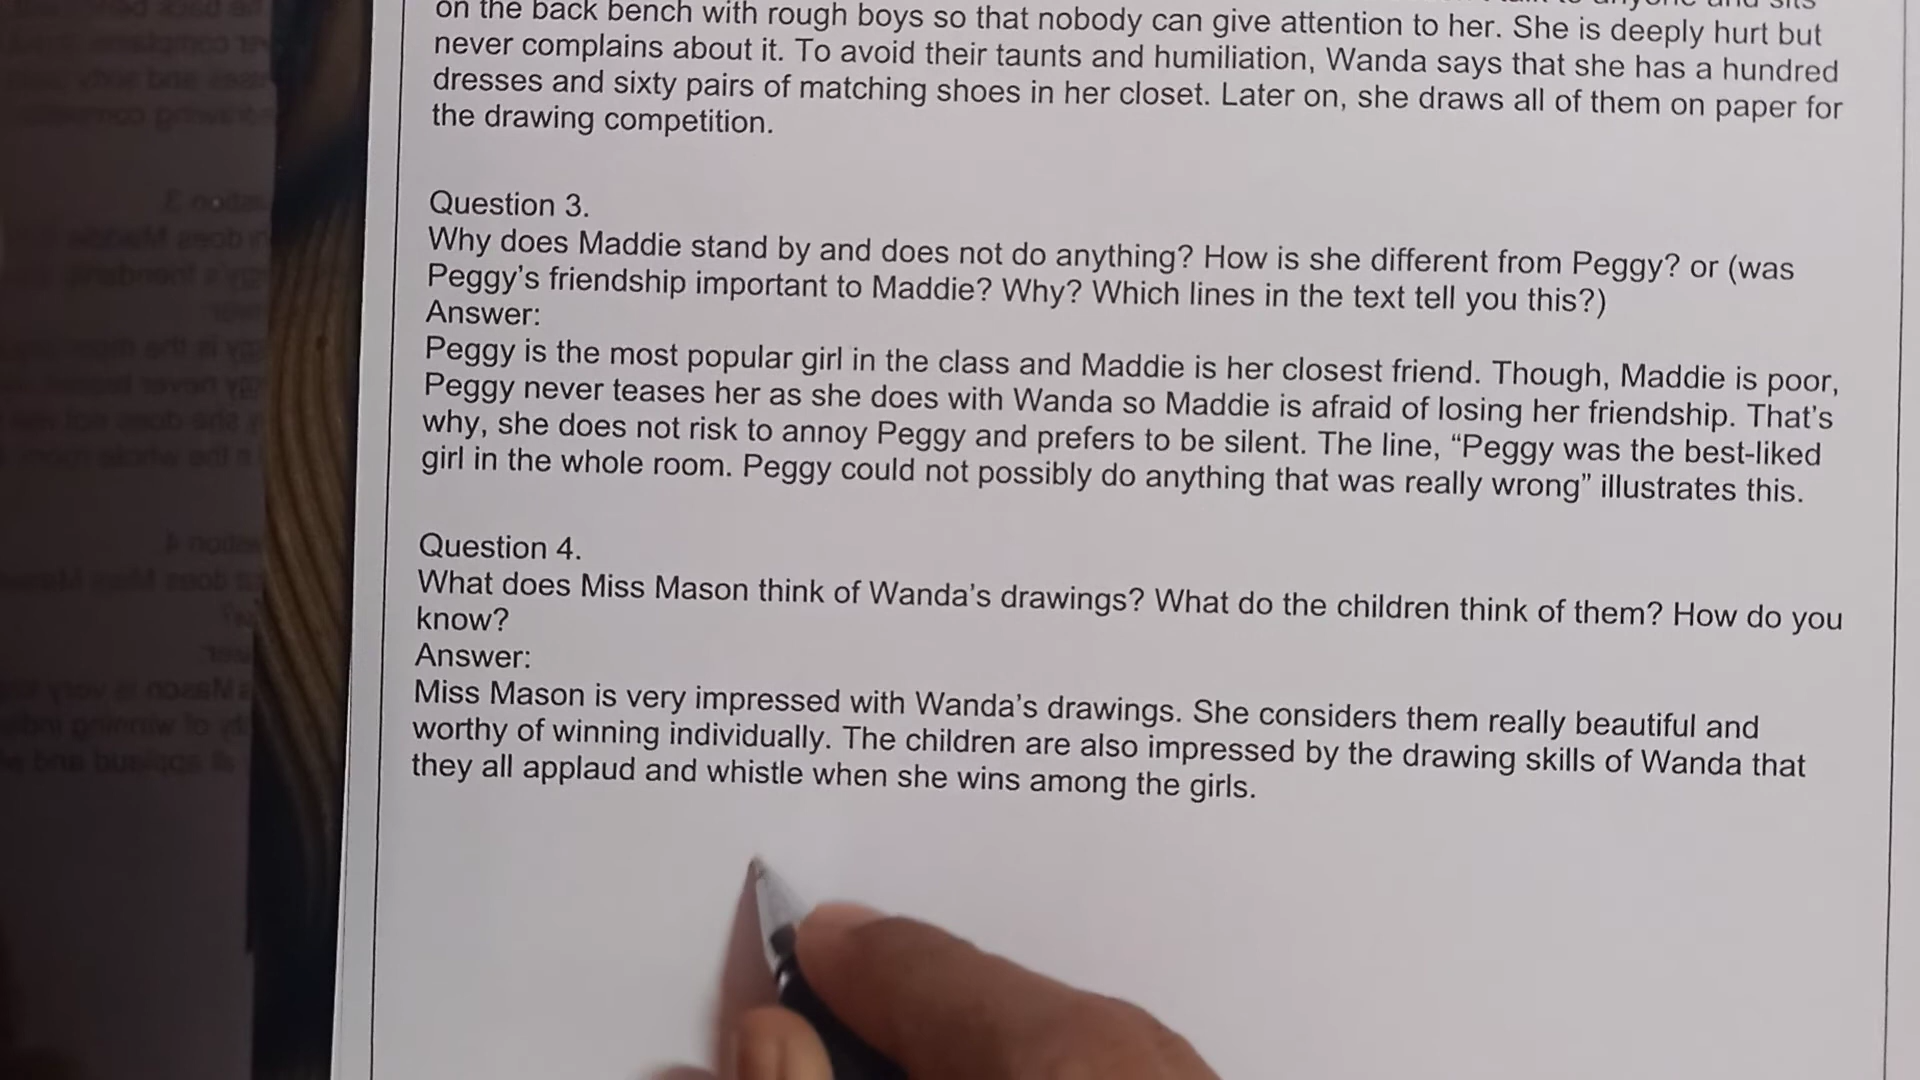 on the back bench with rough boys so that nobody can give attention to her. She is deeply hurt but
never complains about it. To avoid their taunts and humiliation, Wanda says that she has a hundred
dresses and sixty pairs of matching shoes in her closet. Later on, she draws all of them on paper for
the drawing competition.
Question 3.
Why does Maddie stand by and does not do anything? How is she different from Peggy? or (was
Peggy's friendship important to Maddie? Why? Which lines in the text tell you this?)
Answer:
Peggy is the most popular girl in the class and Maddie is her closest friend. Though, Maddie is poor,
Peggy never teases her as she does with Wanda so Maddie is afraid of losing her friendship. That's
why, she does not risk to annoy Peggy and prefers to be silent. The line, “Peggy was the best-liked
girl in the whole room. Peggy could not possibly do anything that was really wrong” illustrates this.
Question 4.
What does Miss Mason think of Wanda's drawings? What do the children think of them? How do you
know?
Answer:
Miss Mason is very impressed with Wanda's drawings. She considers them really beautiful and
worthy of winning individually. The children are also impressed by the drawing skills of Wanda that
they all applaud and whistle when she wins among the girls.